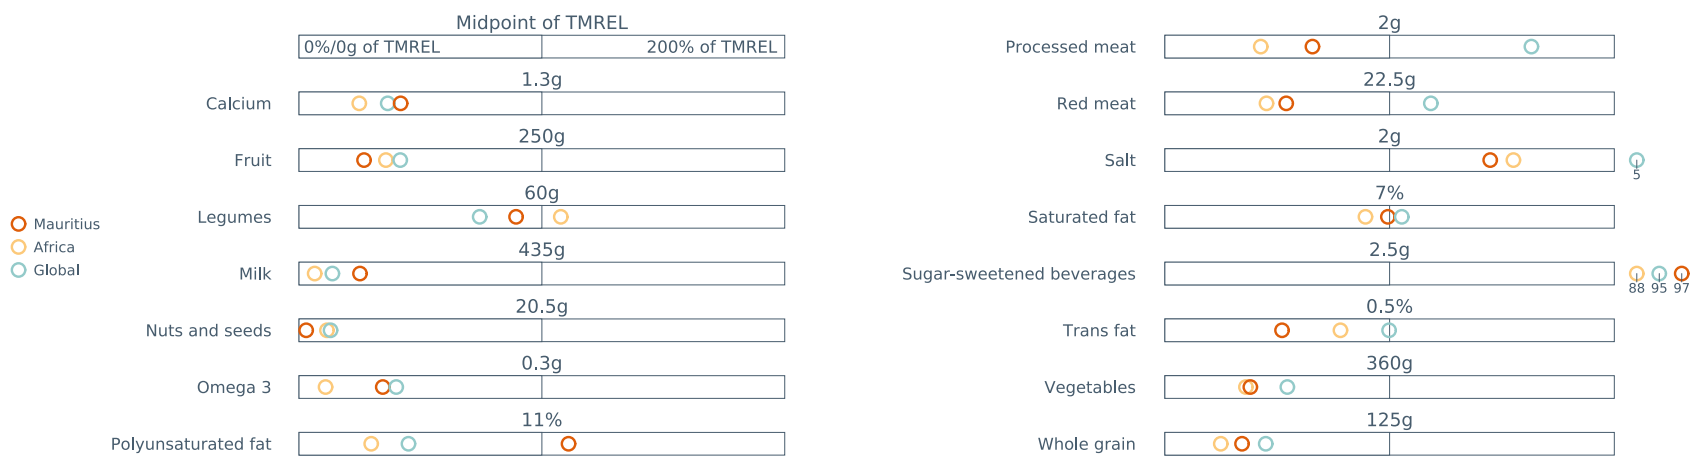 Midpoint of TMREL
0%/0g of TMREL 200% of TMREL
1.3g
Calcium
250g
Fruit
60g
Legumes
435g
Milk
20.5g
Nuts and seeds
0.3g
Omega 3
11%
Polyunsaturated fat
Mauritius
Africa
Global
2g
Processed meat
22.5g
Red meat
2g
Salt
5
7%
Saturated fat
2.5g
Sugar-sweetened beverages
88 95 97
0.5%
Trans fat
360g
Vegetables
125g
Whole grain